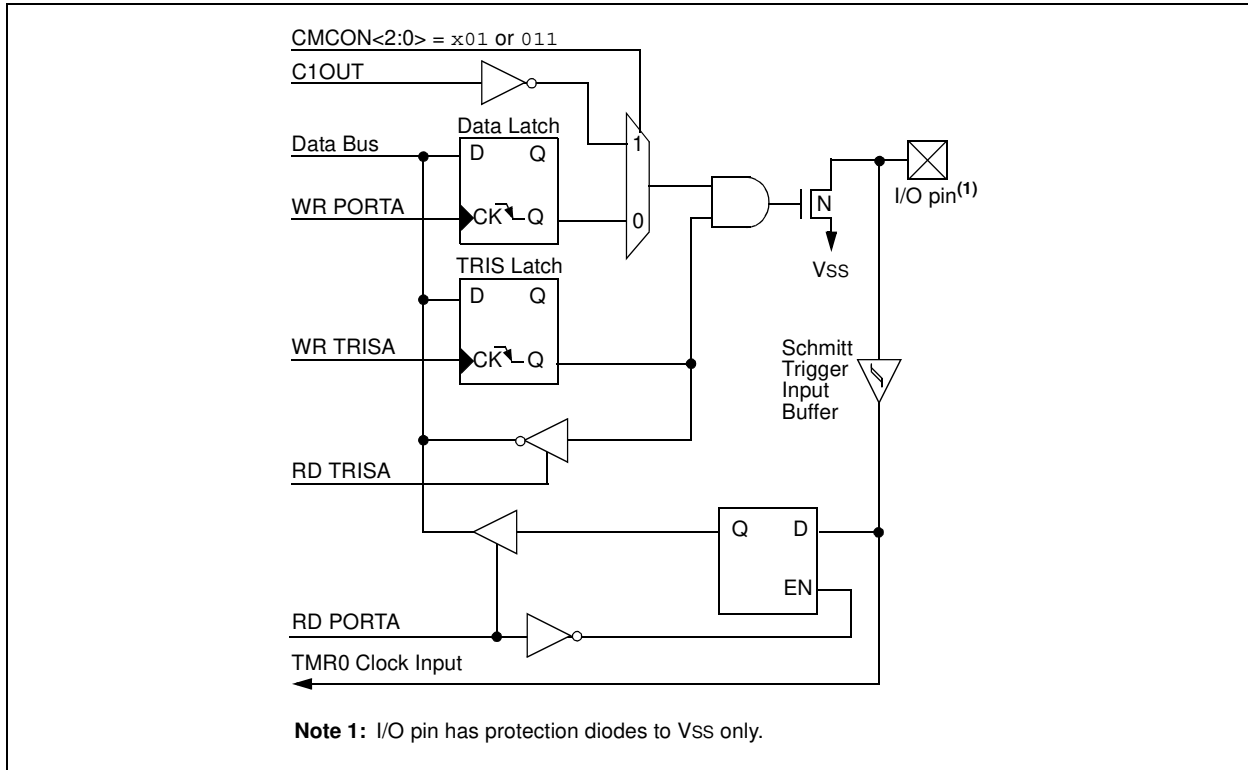 CMCON<2:0> = x01 or 011
C1OUT
Data Latch
Data Bus
D Q
1
WR PORTA
CK Q
0
N
I/O pin(1)
VSS
TRIS Latch
D Q
WR TRISA
CK Q
Schmitt
Trigger
Input
Buffer
RD TRISA
Q D
EN
RD PORTA
TMR0 Clock Input
Note 1: I/O pin has protection diodes to VSS only.